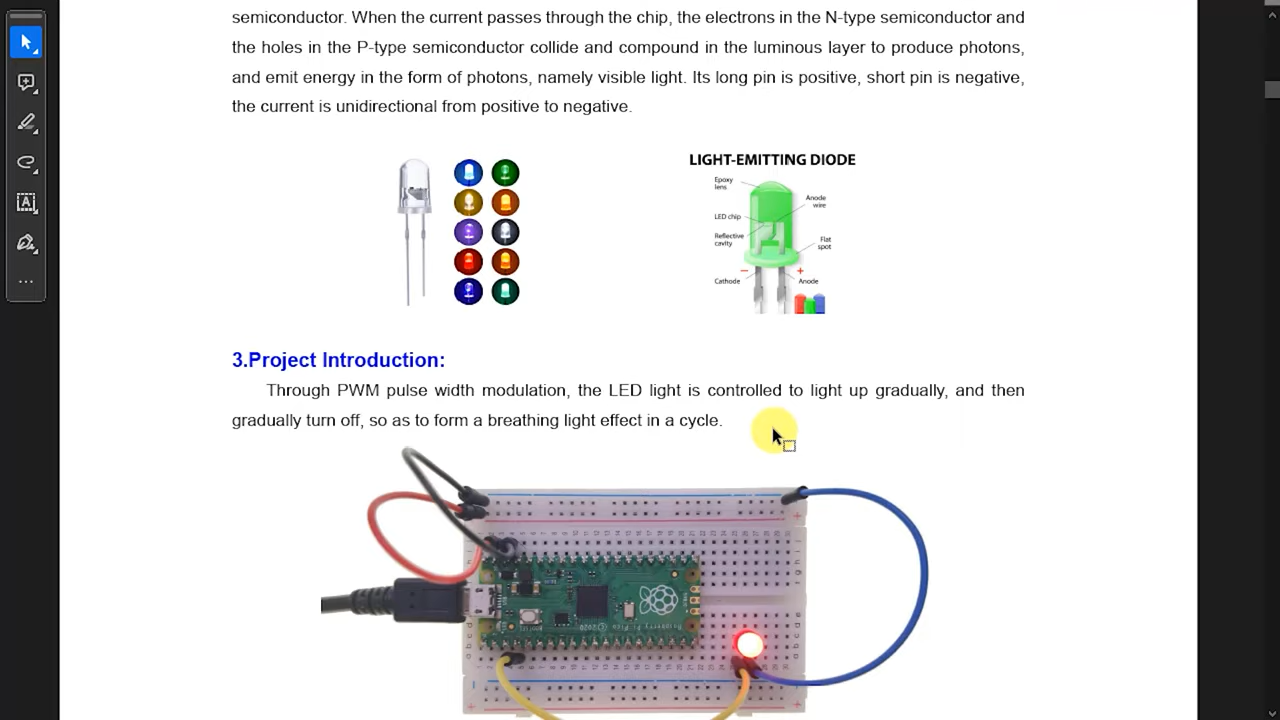 semiconductor. When the current passes through the chip, the electrons in the N-type semiconductor and
the holes in the P-type semiconductor collide and compound in the luminous layer to produce photons,
and emit energy in the form of photons, namely visible light. Its long pin is positive, short pin is negative,
the current is unidirectional from positive to negative.
LIGHT-EMITTING DIODE
Epoxy
lens
Anode
wire
LED chip
Reflective
cavity
Flat
spot
− +
Cathode
Anode
3.Project Introduction:
Through PWM pulse width modulation, the LED light is controlled to light up gradually, and then
gradually turn off, so as to form a breathing light effect in a cycle.
Raspberry Pi Pico ©2020